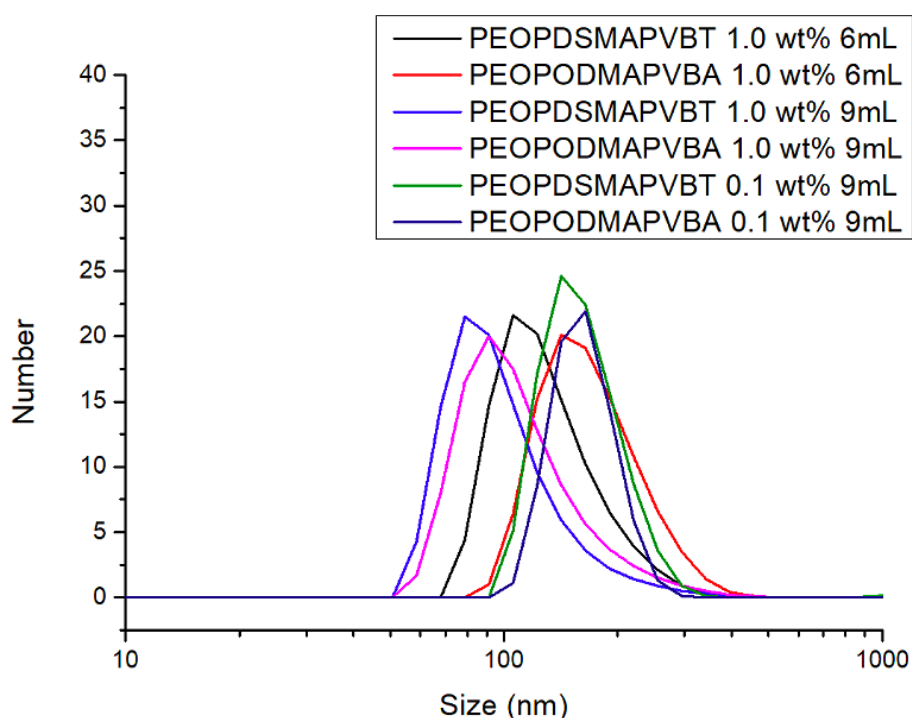 PEOPDSMAPVBT 1.0 wt% 6mL
PEOPODMAPVBA 1.0 wt% 6mL
PEOPDSMAPVBT 1.0 wt% 9mL
PEOPODMAPVBA 1.0 wt% 9mL
PEOPDSMAPVBT 0.1 wt% 9mL
PEOPODMAPVBA 0.1 wt% 9mL
40
35
30
25
20
15
10
5
0
Number
10
100
1000
Size (nm)